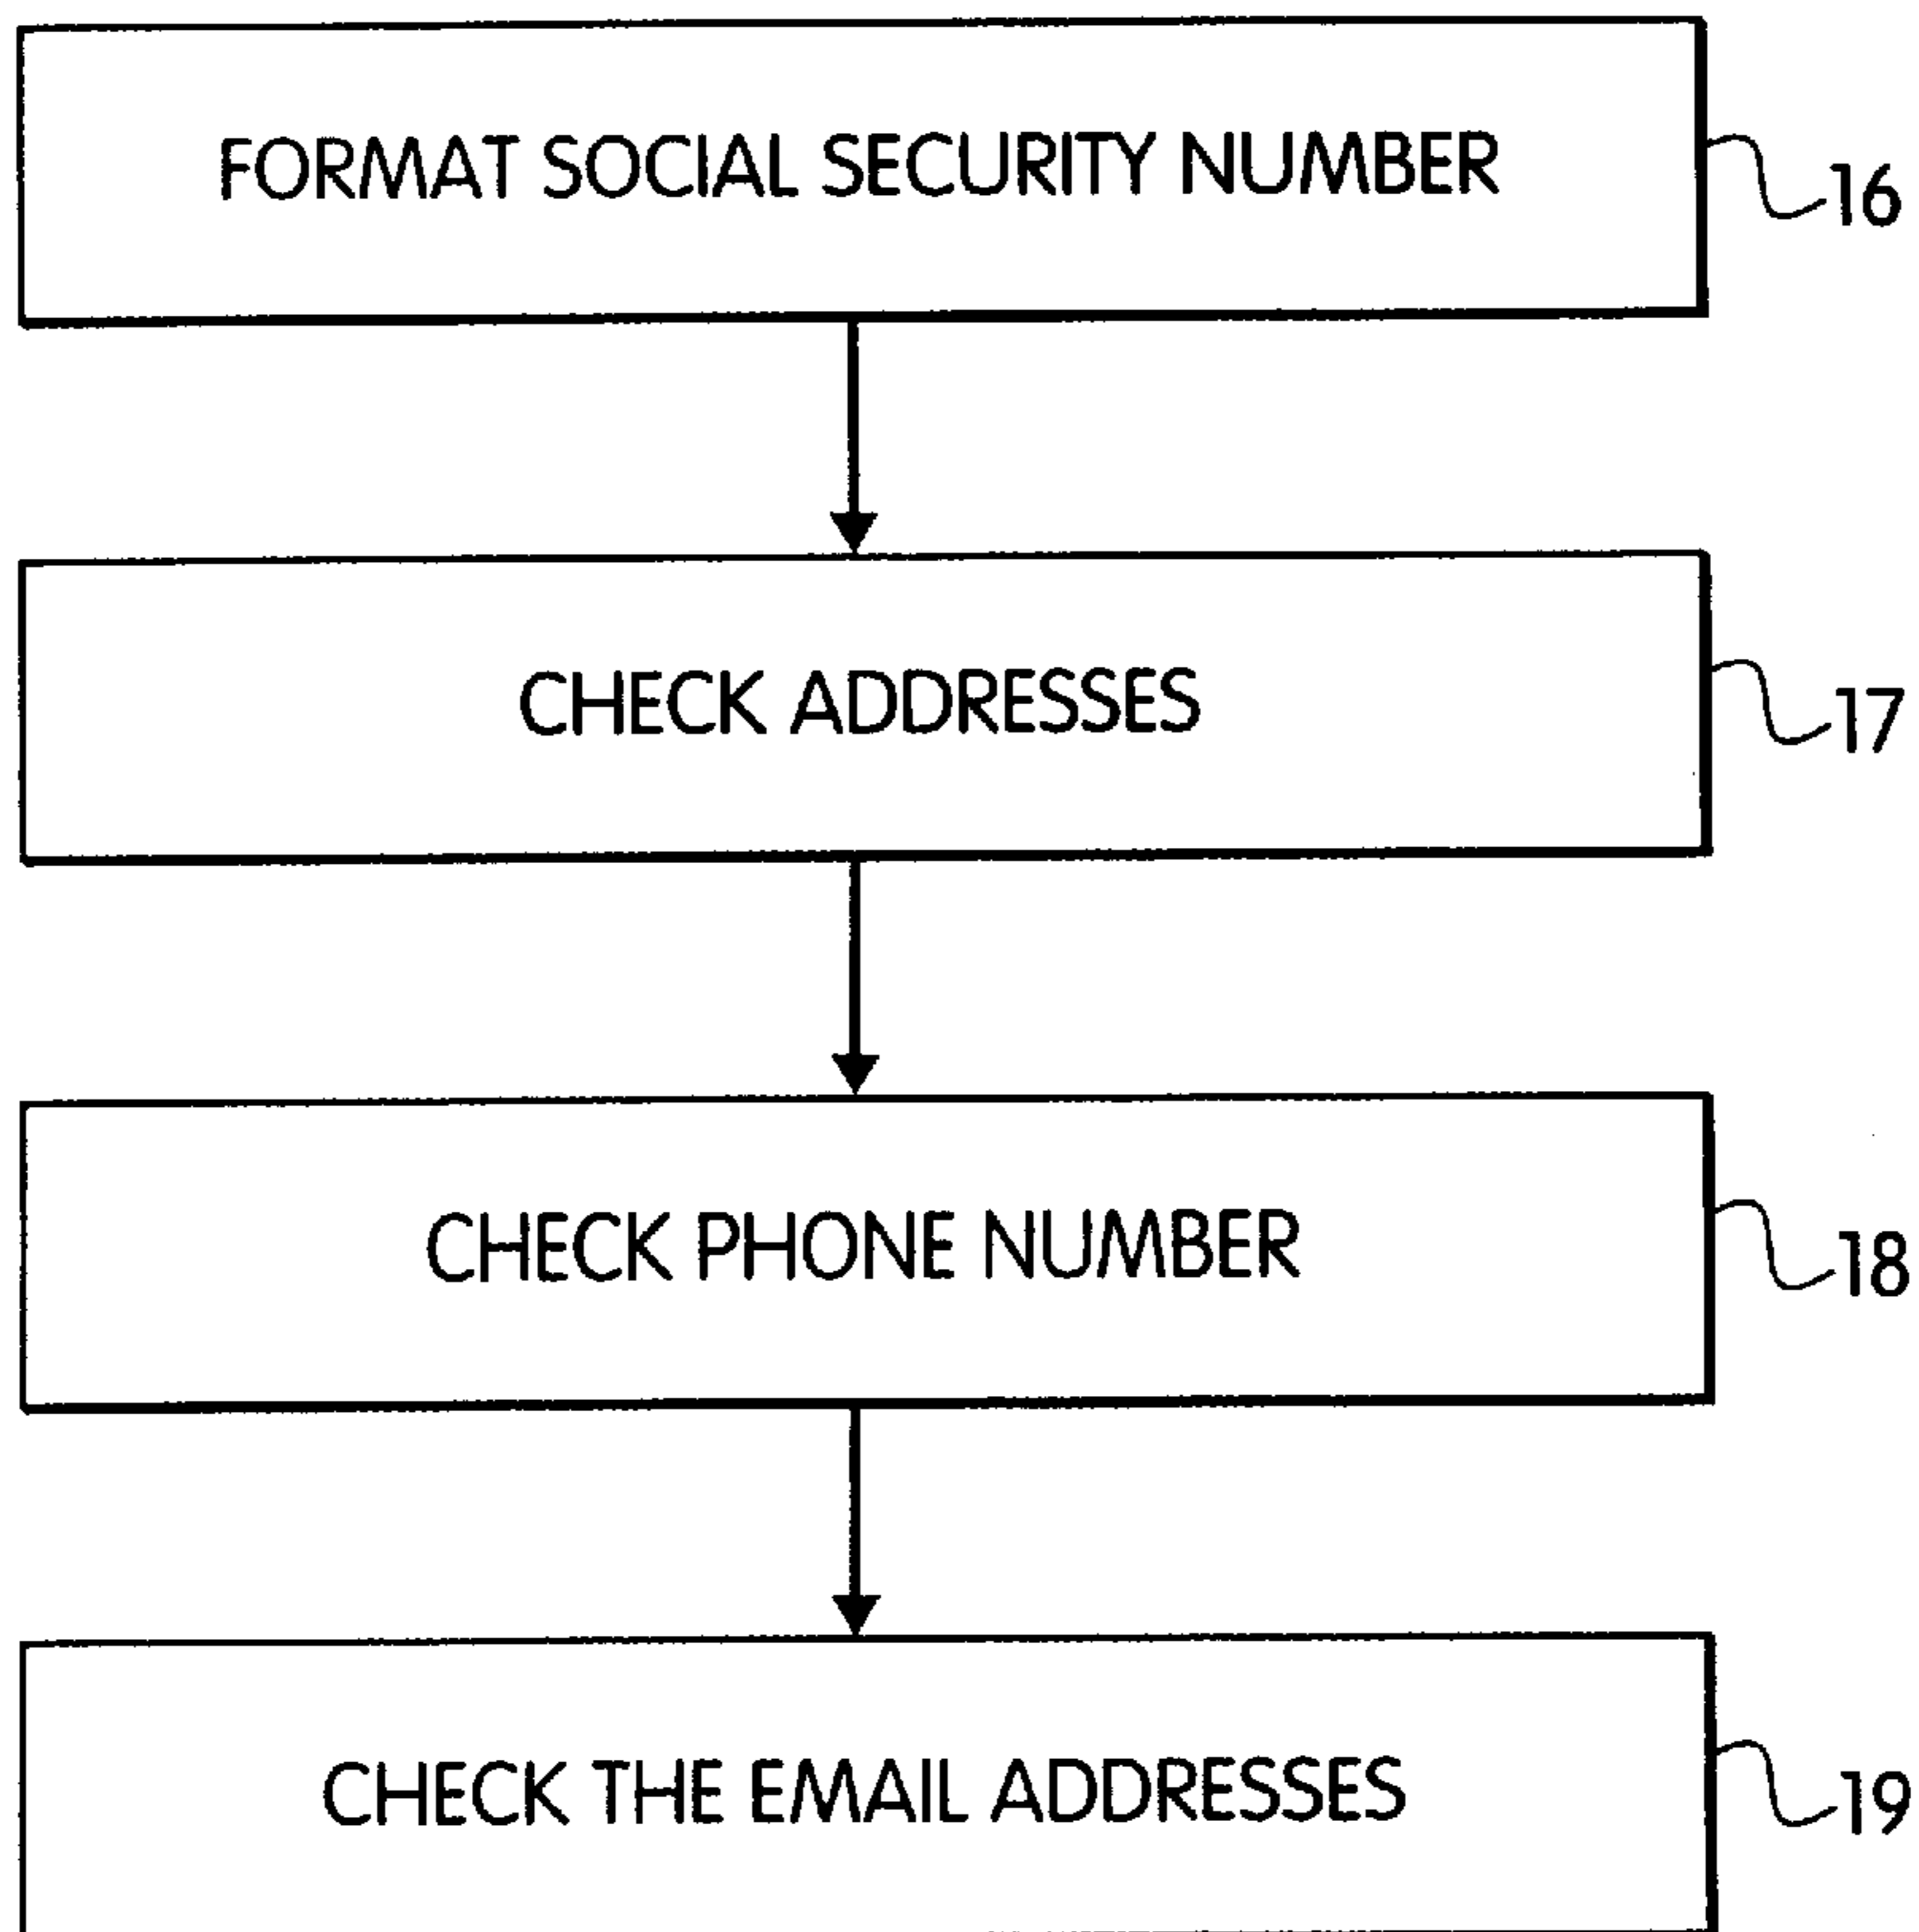 FORMAT SOCIAL SECURITY NUMBER
16
CHECK ADDRESSES
17
CHECK PHONE NUMBER
18
CHECK THE EMAIL ADDRESSES
19